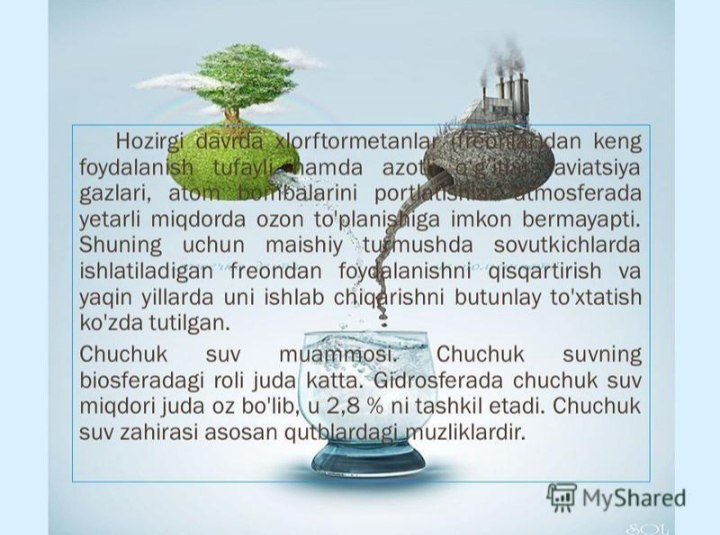 Hozirgi davrda xlorftormetanlar (freonlar)dan keng
foydalanish tufayli hamda azotli o'g'itlar, aviatsiya
gazlari, atom bombalarini portlatishlar atmosferada
yetarli miqdorda ozon to'planishiga imkon bermayapti.
Shuning uchun maishiy turmushda sovutkichlarda
ishlatiladigan freondan foydalanishni qisqartirish va
yaqin yillarda uni ishlab chiqarishni butunlay to'xtatish
ko'zda tutilgan.
Chuchuk suv muammosi. Chuchuk suvning
biosferadagi roli juda katta. Gidrosferada chuchuk suv
miqdori juda oz bo'lib, u 2,8 % ni tashkil etadi. Chuchuk
suv zahirasi asosan qutblardagi muzliklardir.
MyShared
SOL